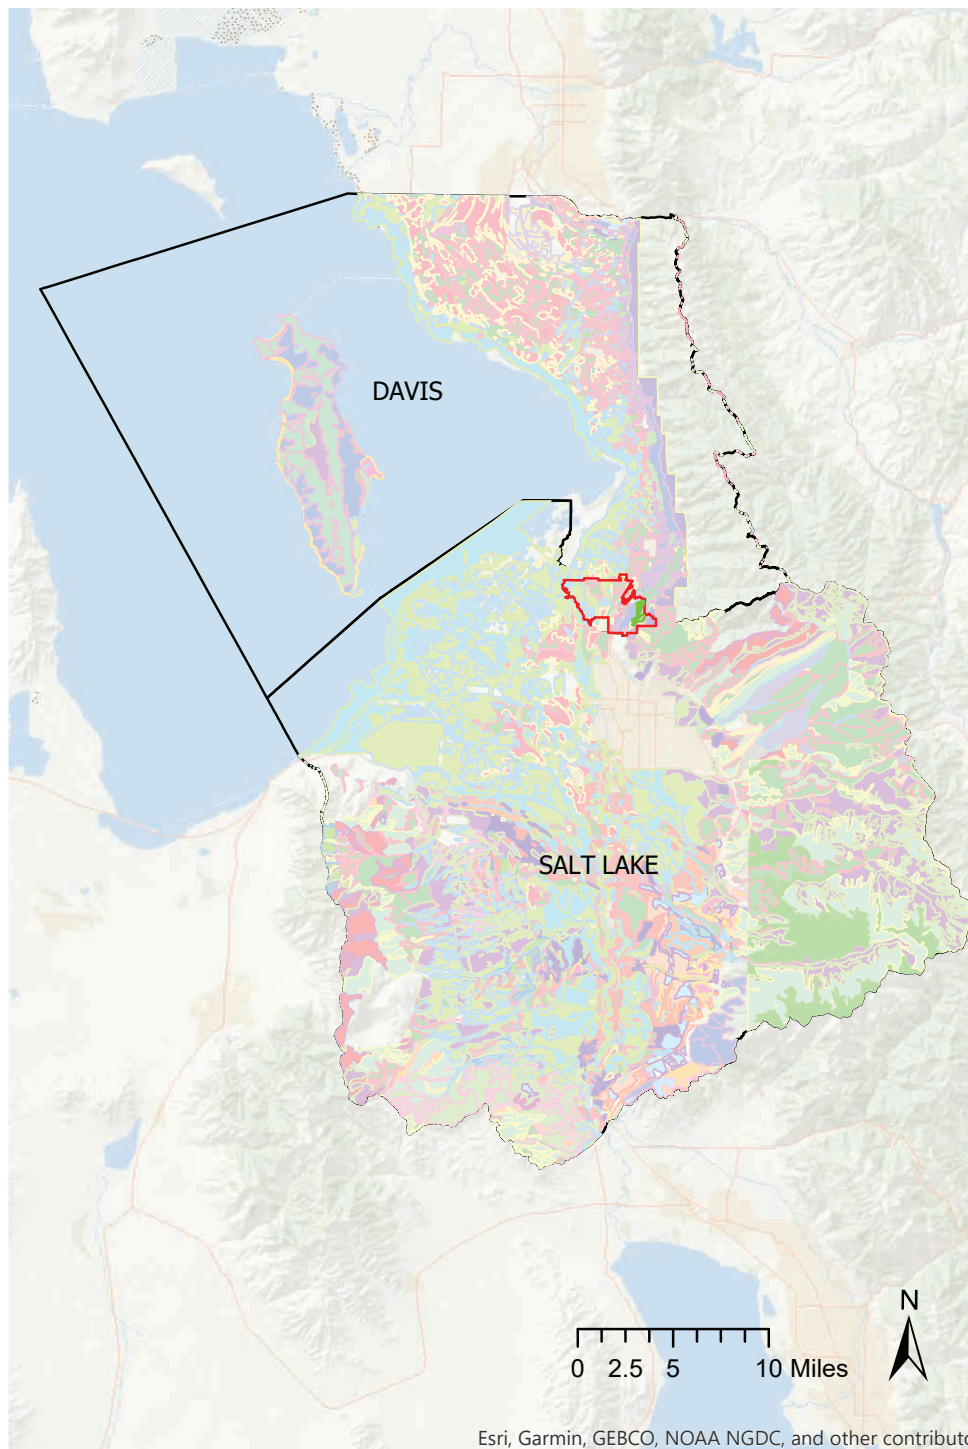 DAVIS
SALT LAKE
N
0 2.5 5 10 Miles
Esri, Garmin, GEBCO, NOAA NGDC, and other contributo